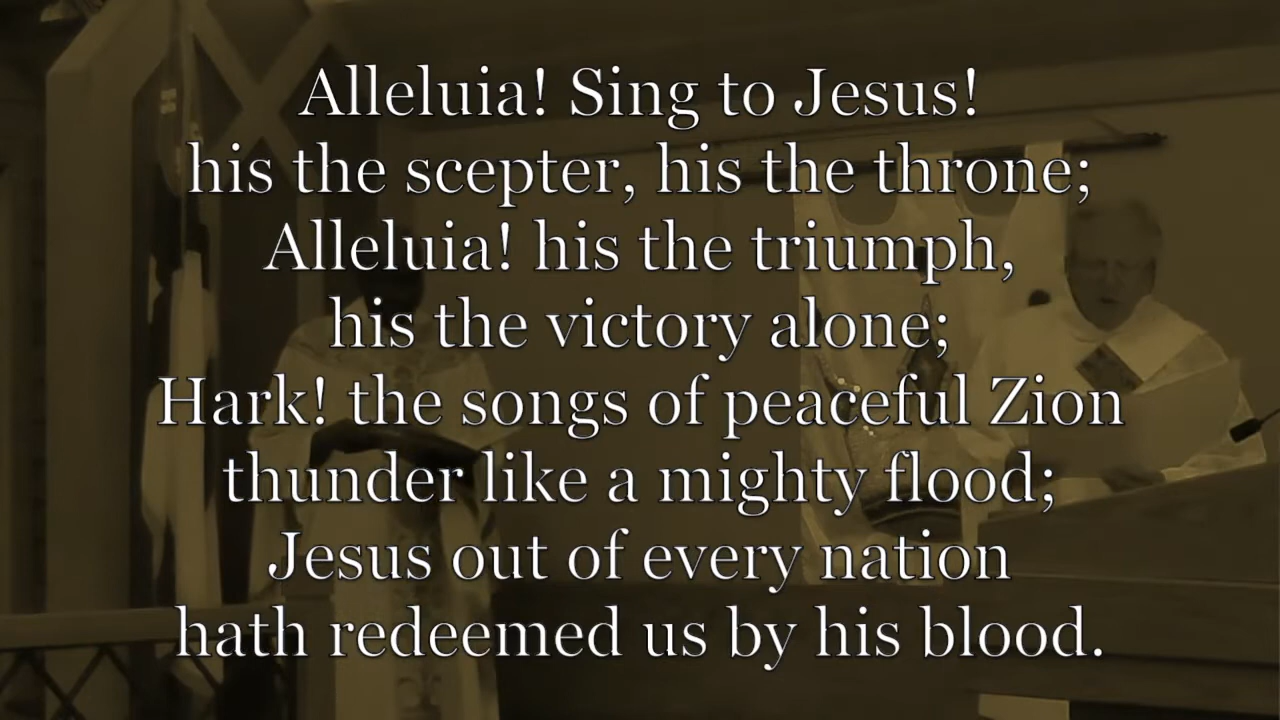 Alleluia! Sing to Jesus!
his the scepter, his the throne;
Alleluia! his the triumph,
his the victory alone;
Hark! the songs of peaceful Zion
thunder like a mighty flood;
Jesus out of every nation
hath redeemed us by his blood.